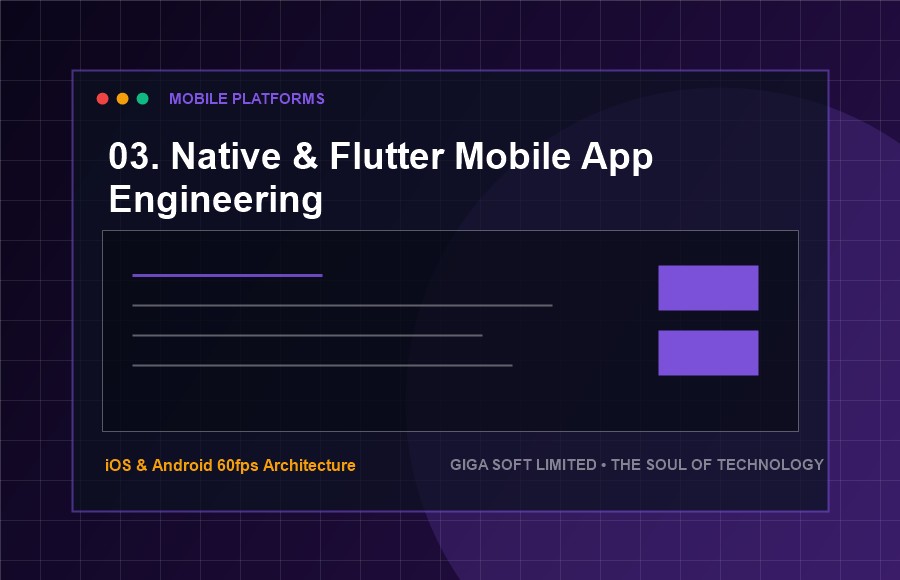 MOBILE PLATFORMS
03. Native & Flutter Mobile App
Engineering
iOS & Android 60fps Architecture
GIGA SOFT LIMITED • THE SOUL OF TECHNOLOGY